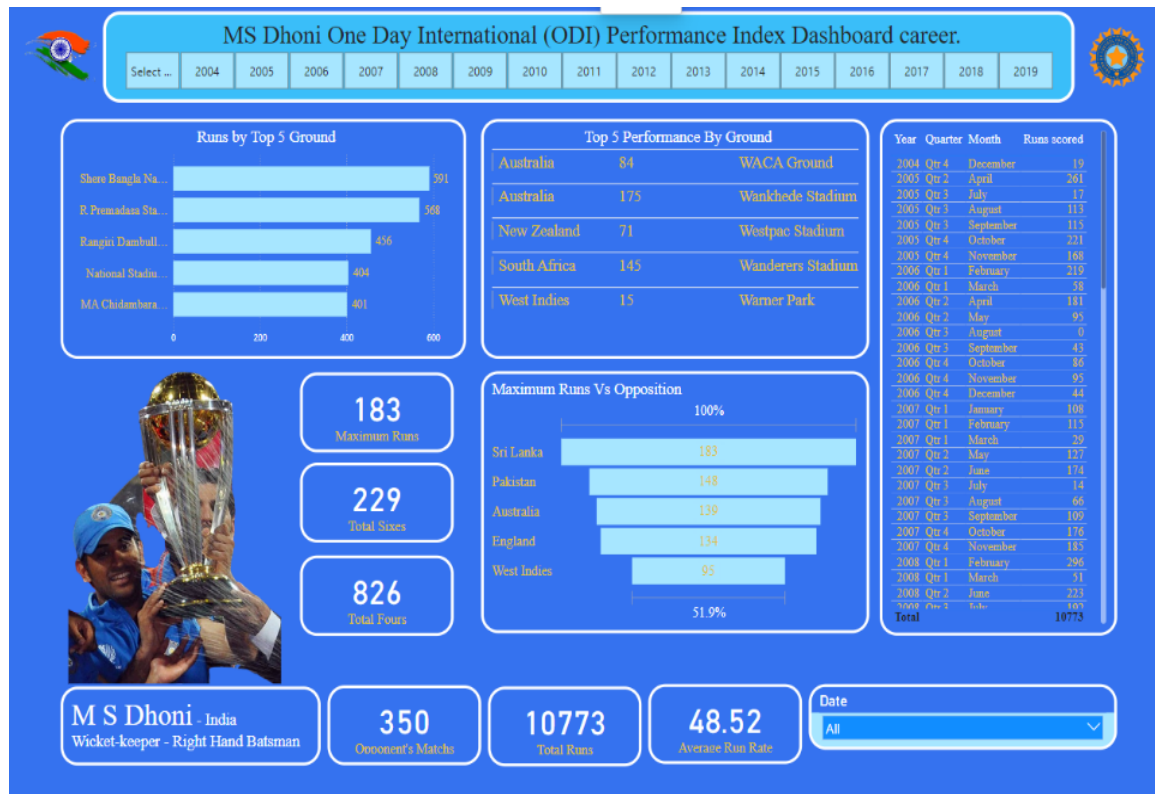 MS Dhoni One Day International (ODI) Performance Index Dashboard career.
Select ... 2004 2005 2006 2007 2008 2009 2010 2011 2012 2013 2014 2015 2016 2017 2018 2019
Runs by Top 5 Ground
Shere Bangla Na... 591
R Premadasa Sta... 568
Rangiri Dambull... 456
National Stadiu... 404
MA Chidambara... 401
0 200 400 600
Top 5 Performance By Ground
Australia 84 WACA Ground
Australia 175 Wankhede Stadium
New Zealand 71 Westpac Stadium
South Africa 145 Wanderers Stadium
West Indies 15 Warner Park
Year Quarter Month Runs scored
2004 Qtr 4 December 19
2005 Qtr 2 April 261
2005 Qtr 3 July 17
2005 Qtr 3 August 113
2005 Qtr 3 September 115
2005 Qtr 4 October 221
2005 Qtr 4 November 168
2006 Qtr 1 February 219
2006 Qtr 1 March 58
2006 Qtr 2 April 181
2006 Qtr 2 May 95
2006 Qtr 3 August 0
2006 Qtr 3 September 43
2006 Qtr 4 October 86
2006 Qtr 4 November 95
2006 Qtr 4 December 44
2007 Qtr 1 January 108
2007 Qtr 1 February 115
2007 Qtr 1 March 29
2007 Qtr 2 May 127
2007 Qtr 2 June 174
2007 Qtr 3 July 14
2007 Qtr 3 August 66
2007 Qtr 3 September 109
2007 Qtr 4 October 176
2007 Qtr 4 November 185
2008 Qtr 1 February 296
2008 Qtr 1 March 51
2008 Qtr 2 June 223
2008 Qtr 3 July 192
Total 10773
183
Maximum Runs
229
Total Sixes
826
Total Fours
Maximum Runs Vs Opposition
100%
Sri Lanka 183
Pakistan 148
Australia 139
England 134
West Indies 95
51.9%
M S Dhoni - India
Wicket-keeper - Right Hand Batsman
350
Opponent's Matchs
10773
Total Runs
48.52
Average Run Rate
Date
All